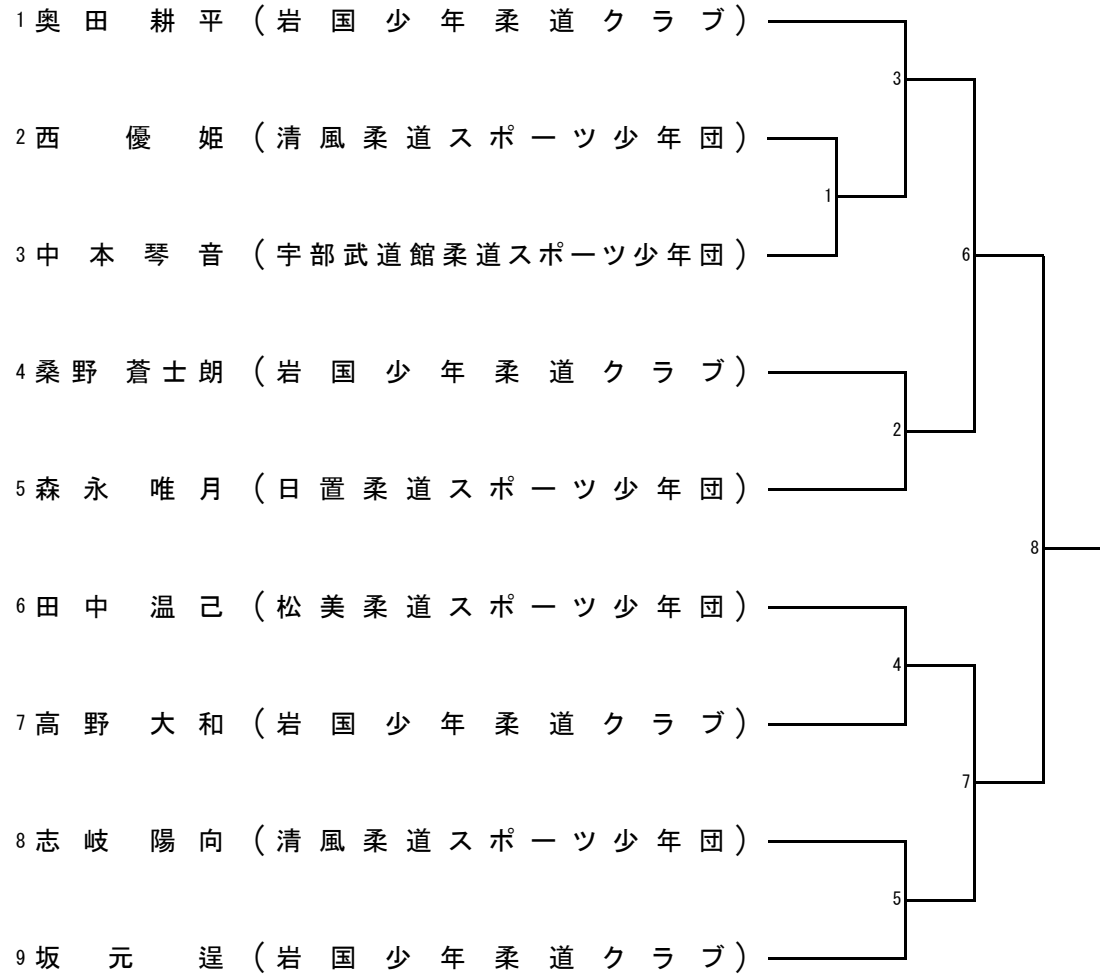 1 奥田 耕平 (岩国少年柔道クラブ)
3
2 西 優姫 (清風柔道スポーツ少年団)
1
3 中本琴音 (宇部武道館柔道スポーツ少年団)
6
4 桑野 蒼士朗 (岩国少年柔道クラブ)
2
5 森永 唯月 (日置柔道スポーツ少年団)
8
6 田中 温己 (松美柔道スポーツ少年団)
4
7 高野 大和 (岩国少年柔道クラブ)
7
8 志岐 陽向 (清風柔道スポーツ少年団)
5
9 坂元 逞 (岩国少年柔道クラブ)